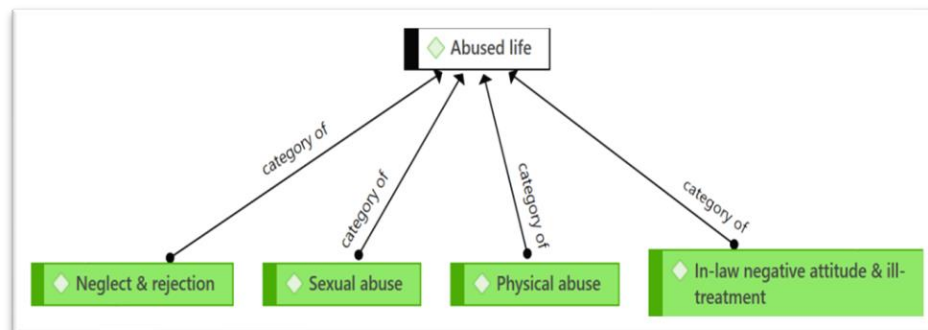 Abused life
category of
category of
category of
category of
Neglect & rejection
Sexual abuse
Physical abuse
In-law negative attitude & ill-
treatment